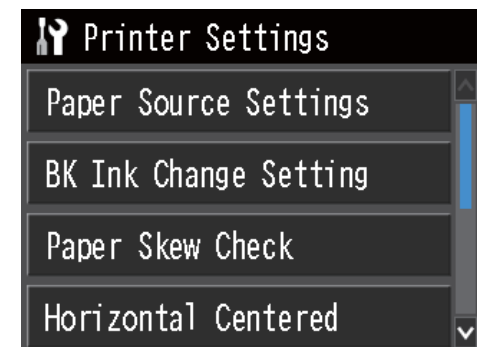 Printer Settings
Paper Source Settings
BK Ink Change Setting
Paper Skew Check
Horizontal Centered